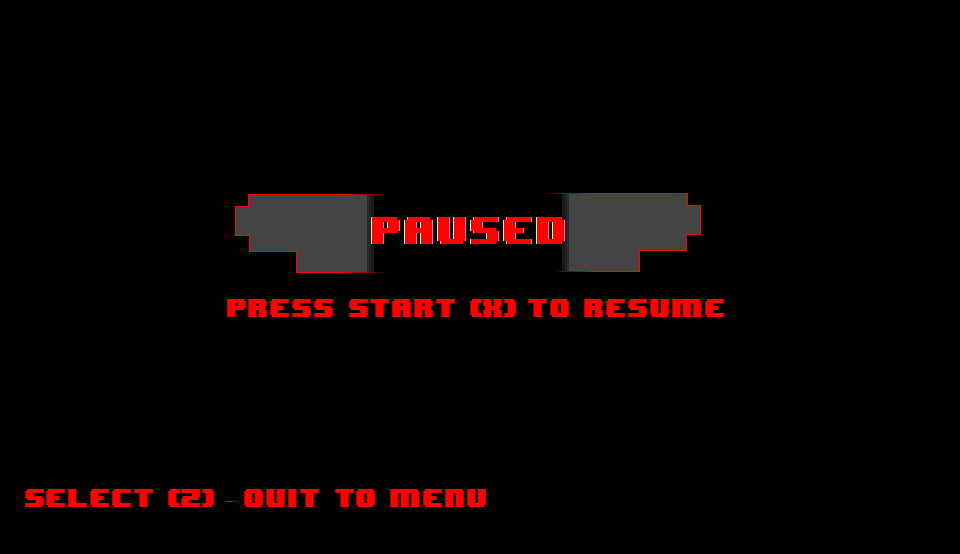 PAUSED
PRESS START (X) TO RESUME
SELECT (Z) - QUIT TO MENU